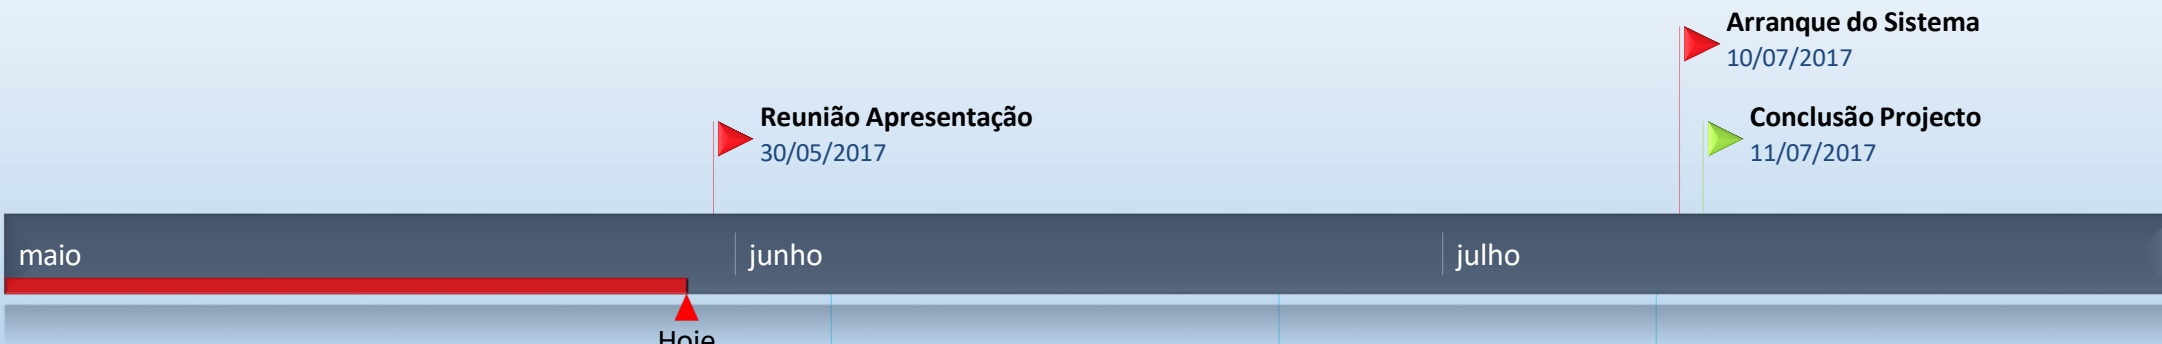 Arranque do Sistema
10/07/2017
Reunião Apresentação
30/05/2017
Conclusão Projecto
11/07/2017
maio
junho
julho
Hoje